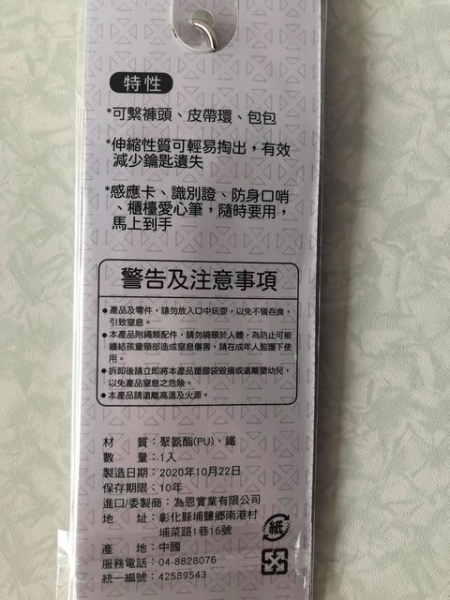 特性
*可繫褲頭、皮帶環、包包
*伸縮性質可輕易掏出，有效
減少鑰匙遺失
*感應卡、識別證、防身口哨
、櫃檯愛心筆，隨時要用，
馬上到手
警告及注意事項
●產品及零件，請勿放入口中玩耍，以免不慎吞食，
引致窒息。
●本產品附繩類配件，請勿繞頸於人體，為防止可能
纏結孩童頸部造成窒息傷害，請在成年人監護下使
用。
●拆卸後請立即將本產品塑膠袋毀損或遠離嬰幼兒，
以免產品窒息之危險。
●本產品請遠離高溫及火源。
材　　質：聚氨酯(PU)、鐵
數　　量：1入
製造日期：2020年10月22日
保存期限：10年
進口/委製商：為恩實業有限公司
地　　址：彰化縣埔鹽鄉南港村
埔菜路1巷16號
產　　地：中國
服務電話：04-8828076
統一編號：42589543
紙